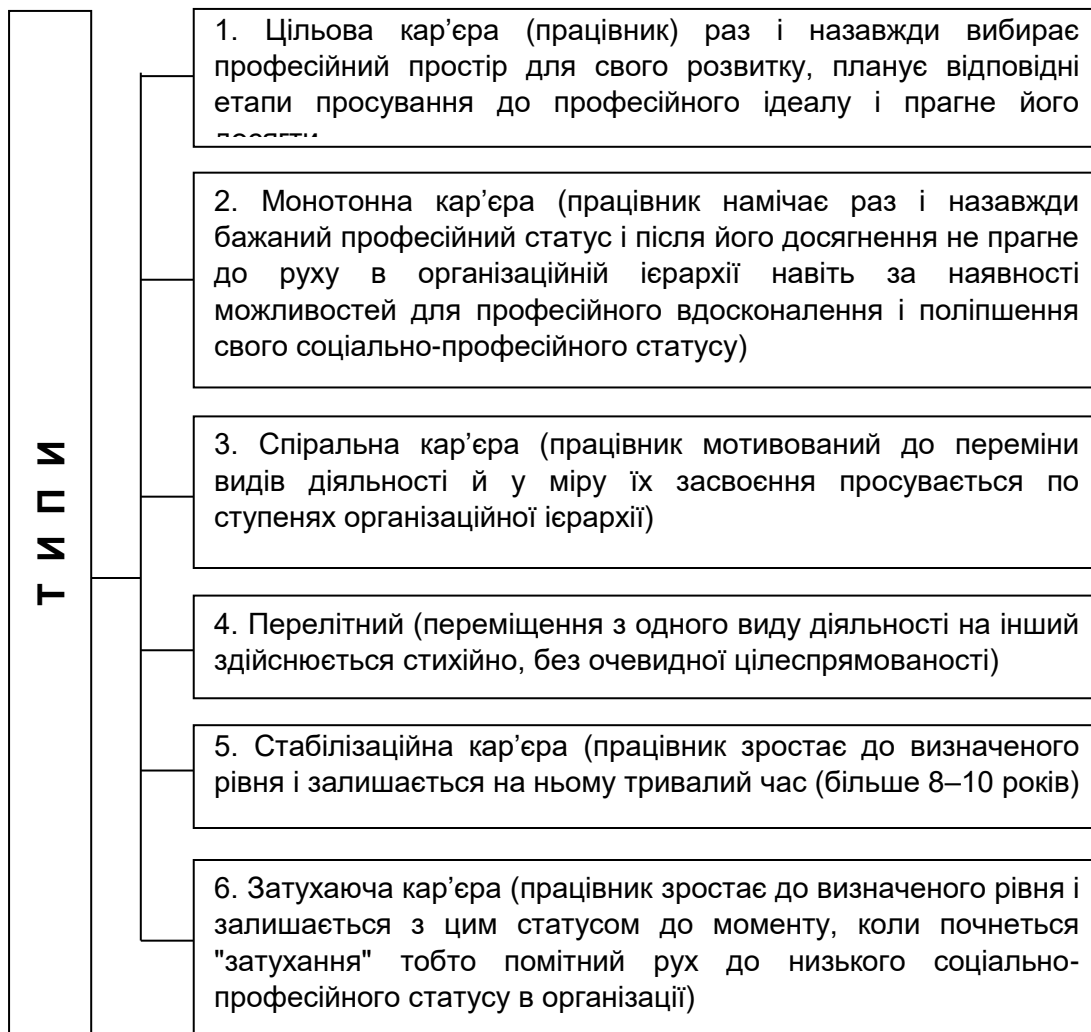 ТИПИ
1. Цільова кар’єра (працівник) раз і назавжди вибирає
професійний простір для свого розвитку, планує відповідні
етапи просування до професійного ідеалу і прагне його
досягти
2. Монотонна кар’єра (працівник намічає раз і назавжди
бажаний професійний статус і після його досягнення не прагне
до руху в організаційній ієрархії навіть за наявності
можливостей для професійного вдосконалення і поліпшення
свого соціально-професійного статусу)
3. Спіральна кар’єра (працівник мотивований до переміни
видів діяльності й у міру їх засвоєння просувається по
ступенях організаційної ієрархії)
4. Перелітний (переміщення з одного виду діяльності на інший
здійснюється стихійно, без очевидної цілеспрямованості)
5. Стабілізаційна кар’єра (працівник зростає до визначеного
рівня і залишається на ньому тривалий час (більше 8–10 років)
6. Затухаюча кар’єра (працівник зростає до визначеного рівня і
залишається з цим статусом до моменту, коли почнеться
"затухання" тобто помітний рух до низького соціально-
професійного статусу в організації)